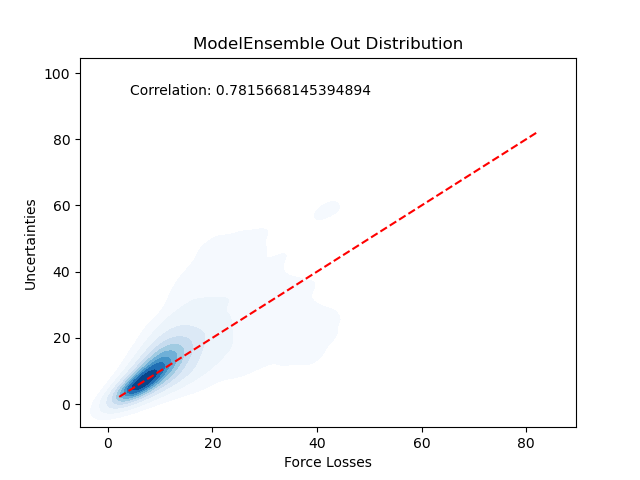 ModelEnsemble Out Distribution
Correlation: 0.7815668145394894
100
80
60
40
20
0
Uncertainties
0 20 40 60 80
Force Losses